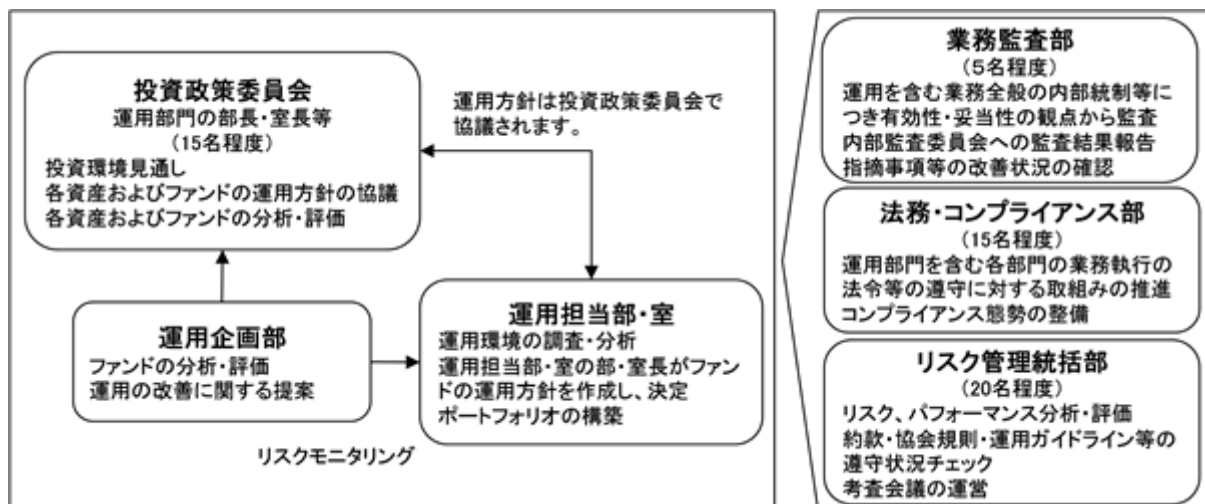 投資政策委員会
運用部門の部長・室長等
(15名程度)
投資環境見通し
各資産およびファンドの運用方針の協議
各資産およびファンドの分析・評価
運用方針は投資政策委員会で
協議されます。
運用企画部
ファンドの分析・評価
運用の改善に関する提案
運用担当部・室
運用環境の調査・分析
運用担当部・室の部・室長がファン
ドの運用方針を作成し、決定
ポートフォリオの構築
リスクモニタリング
業務監査部
(5名程度)
運用を含む業務全般の内部統制等に
つき有効性・妥当性の観点から監査
内部監査委員会への監査結果報告
指摘事項等の改善状況の確認
法務・コンプライアンス部
(15名程度)
運用部門を含む各部門の業務執行の
法令等の遵守に対する取組みの推進
コンプライアンス態勢の整備
リスク管理統括部
(20名程度)
リスク、パフォーマンス分析・評価
約款・協会規則・運用ガイドライン等の
遵守状況チェック
考査会議の運営